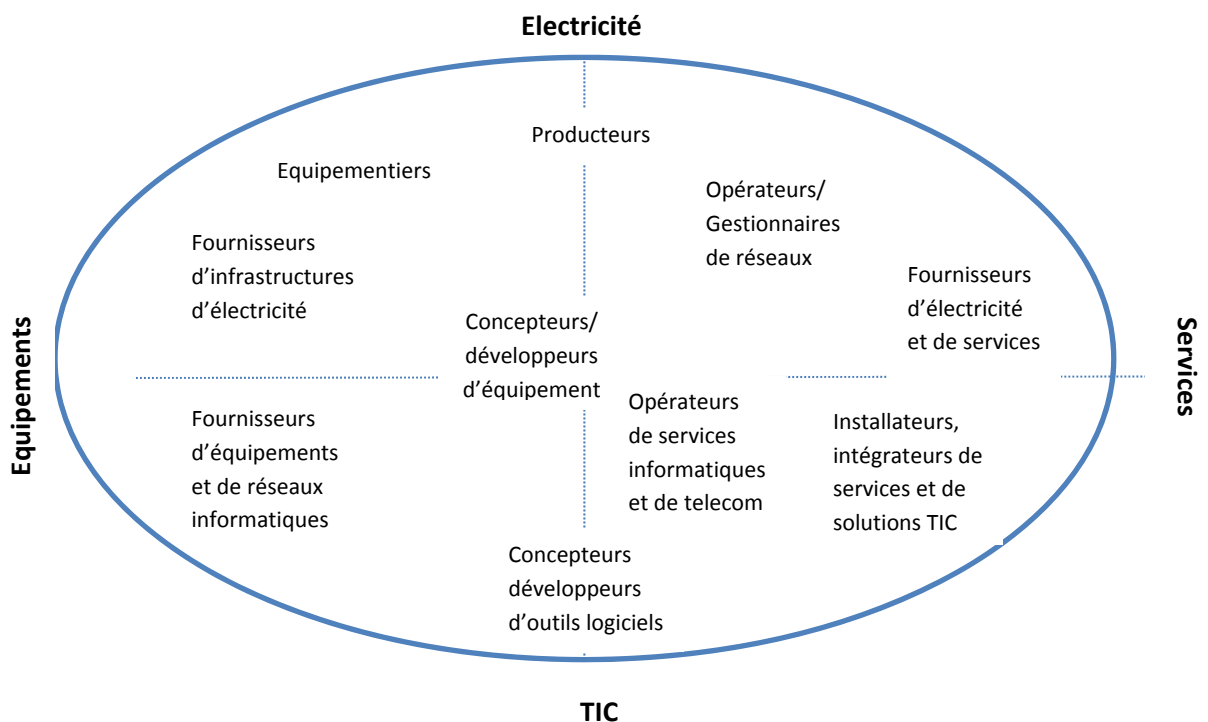 Electricité
Producteurs
Equipementiers
Opérateurs/
Gestionnaires
de réseaux
Fournisseurs
d'infrastructures
d'électricité
Fournisseurs
d'électricité
et de services
Concepteurs/
développeurs
d'équipement
Equipements
Services
Fournisseurs
d'équipements
et de réseaux
informatiques
Opérateurs
de services
informatiques
et de telecom
Installateurs,
intégrateurs de
services et de
solutions TIC
Concepteurs
développeurs
d'outils logiciels
TIC